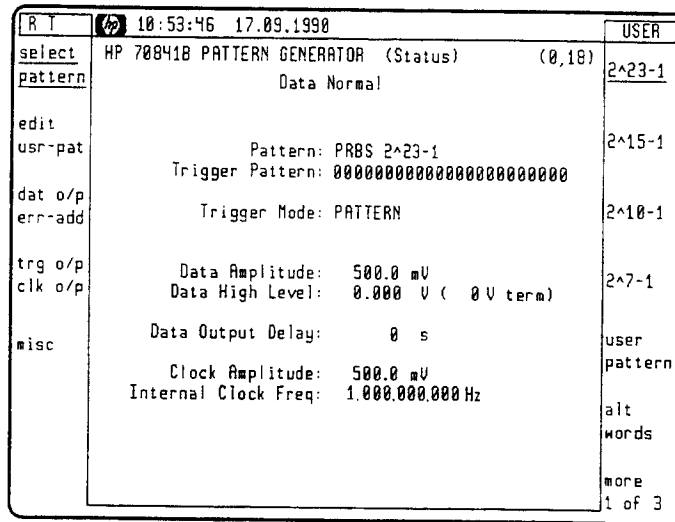 R T
hp 10:53:46 17.09.1990
USER
select
pattern
edit
usr-pat
dat o/p
err-add
trg o/p
clk o/p
misc
HP 70841B PATTERN GENERATOR (Status) (0,18)
Data Normal
Pattern: PRBS 2^23-1
Trigger Pattern: 00000000000000000000000
Trigger Mode: PATTERN
Data Amplitude: 500.0 mV
Data High Level: 0.000 V ( 0 V term)
Data Output Delay: 0 s
Clock Amplitude: 500.0 mV
Internal Clock Freq: 1.000,000,000 Hz
2^23-1
2^15-1
2^10-1
2^7-1
user
pattern
alt
words
more
1 of 3